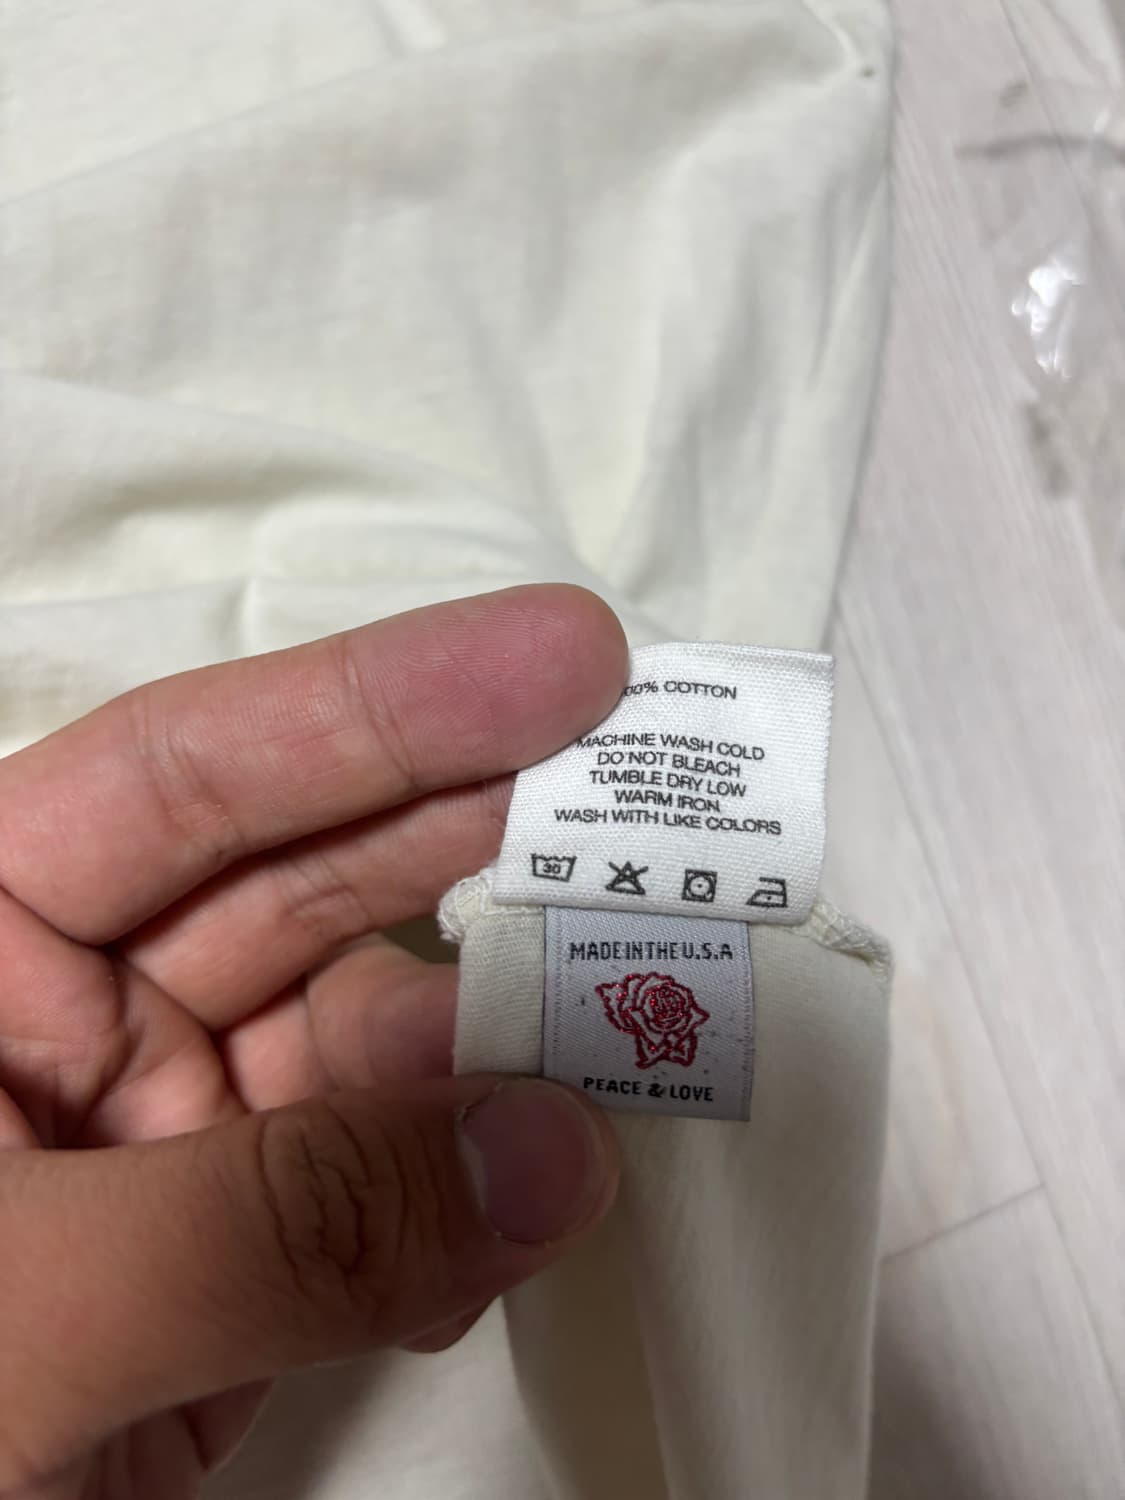 00% COTTON
MACHINE WASH COLD
DO NOT BLEACH
TUMBLE DRY LOW
WARM IRON
WASH WITH LIKE COLORS
30
MADE IN THE U.S.A
PEACE & LOVE